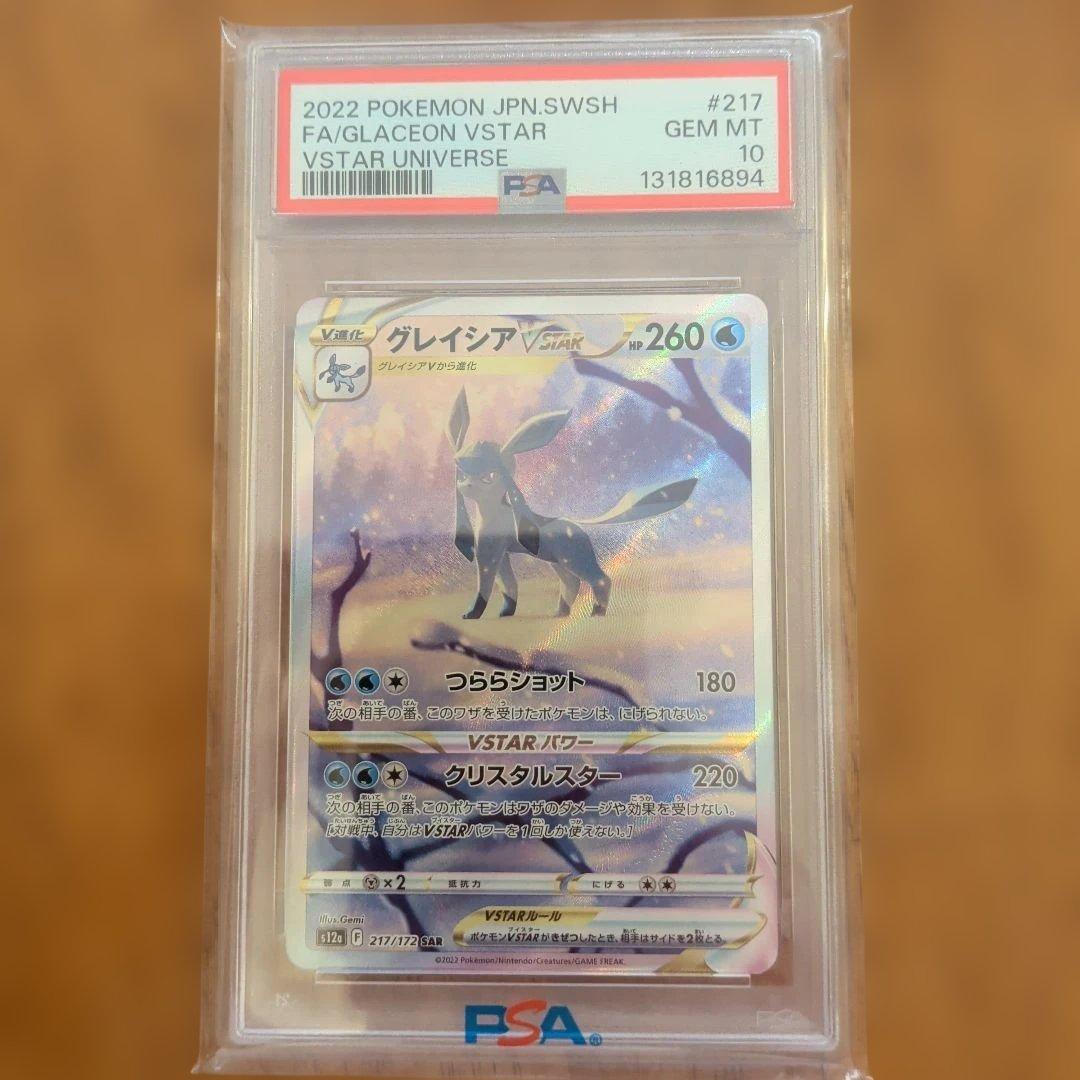 2022 POKEMON JPN.SWSH #217
FA/GLACEON VSTAR GEM MT
VSTAR UNIVERSE 10
PSA 131816894
V進化 グレイシア VSTAR HP 260
グレイシアVから進化
つららショット 180
次の相手の番、このワザを受けたポケモンは、にげられない。
VSTARパワー
クリスタルスター 220
次の相手の番、このポケモンはワザのダメージや効果を受けない。
[対戦中、自分はVSTARパワーを1回しか使えない。]
弱点 ×2 抵抗力 にげる
Illus.Gemi
VSTARルール
s12a F 217/172 SAR
ポケモンVSTARがきぜつしたとき、相手はサイドを2枚とる。
©2022 Pokémon/Nintendo/Creatures/GAME FREAK.
PSA®